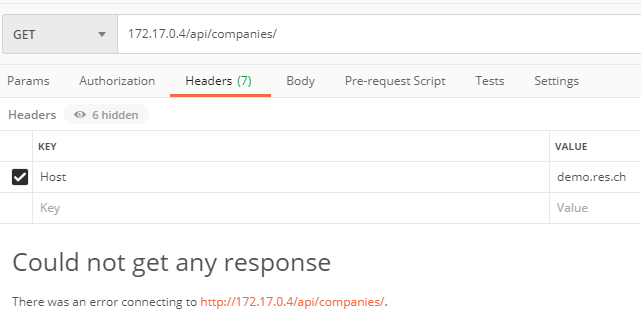 GET 172.17.0.4/api/companies/
Params Authorization Headers (7) Body Pre-request Script Tests Settings
Headers 6 hidden
KEY VALUE
Host demo.res.ch
Key Value
Could not get any response
There was an error connecting to http://172.17.0.4/api/companies/.